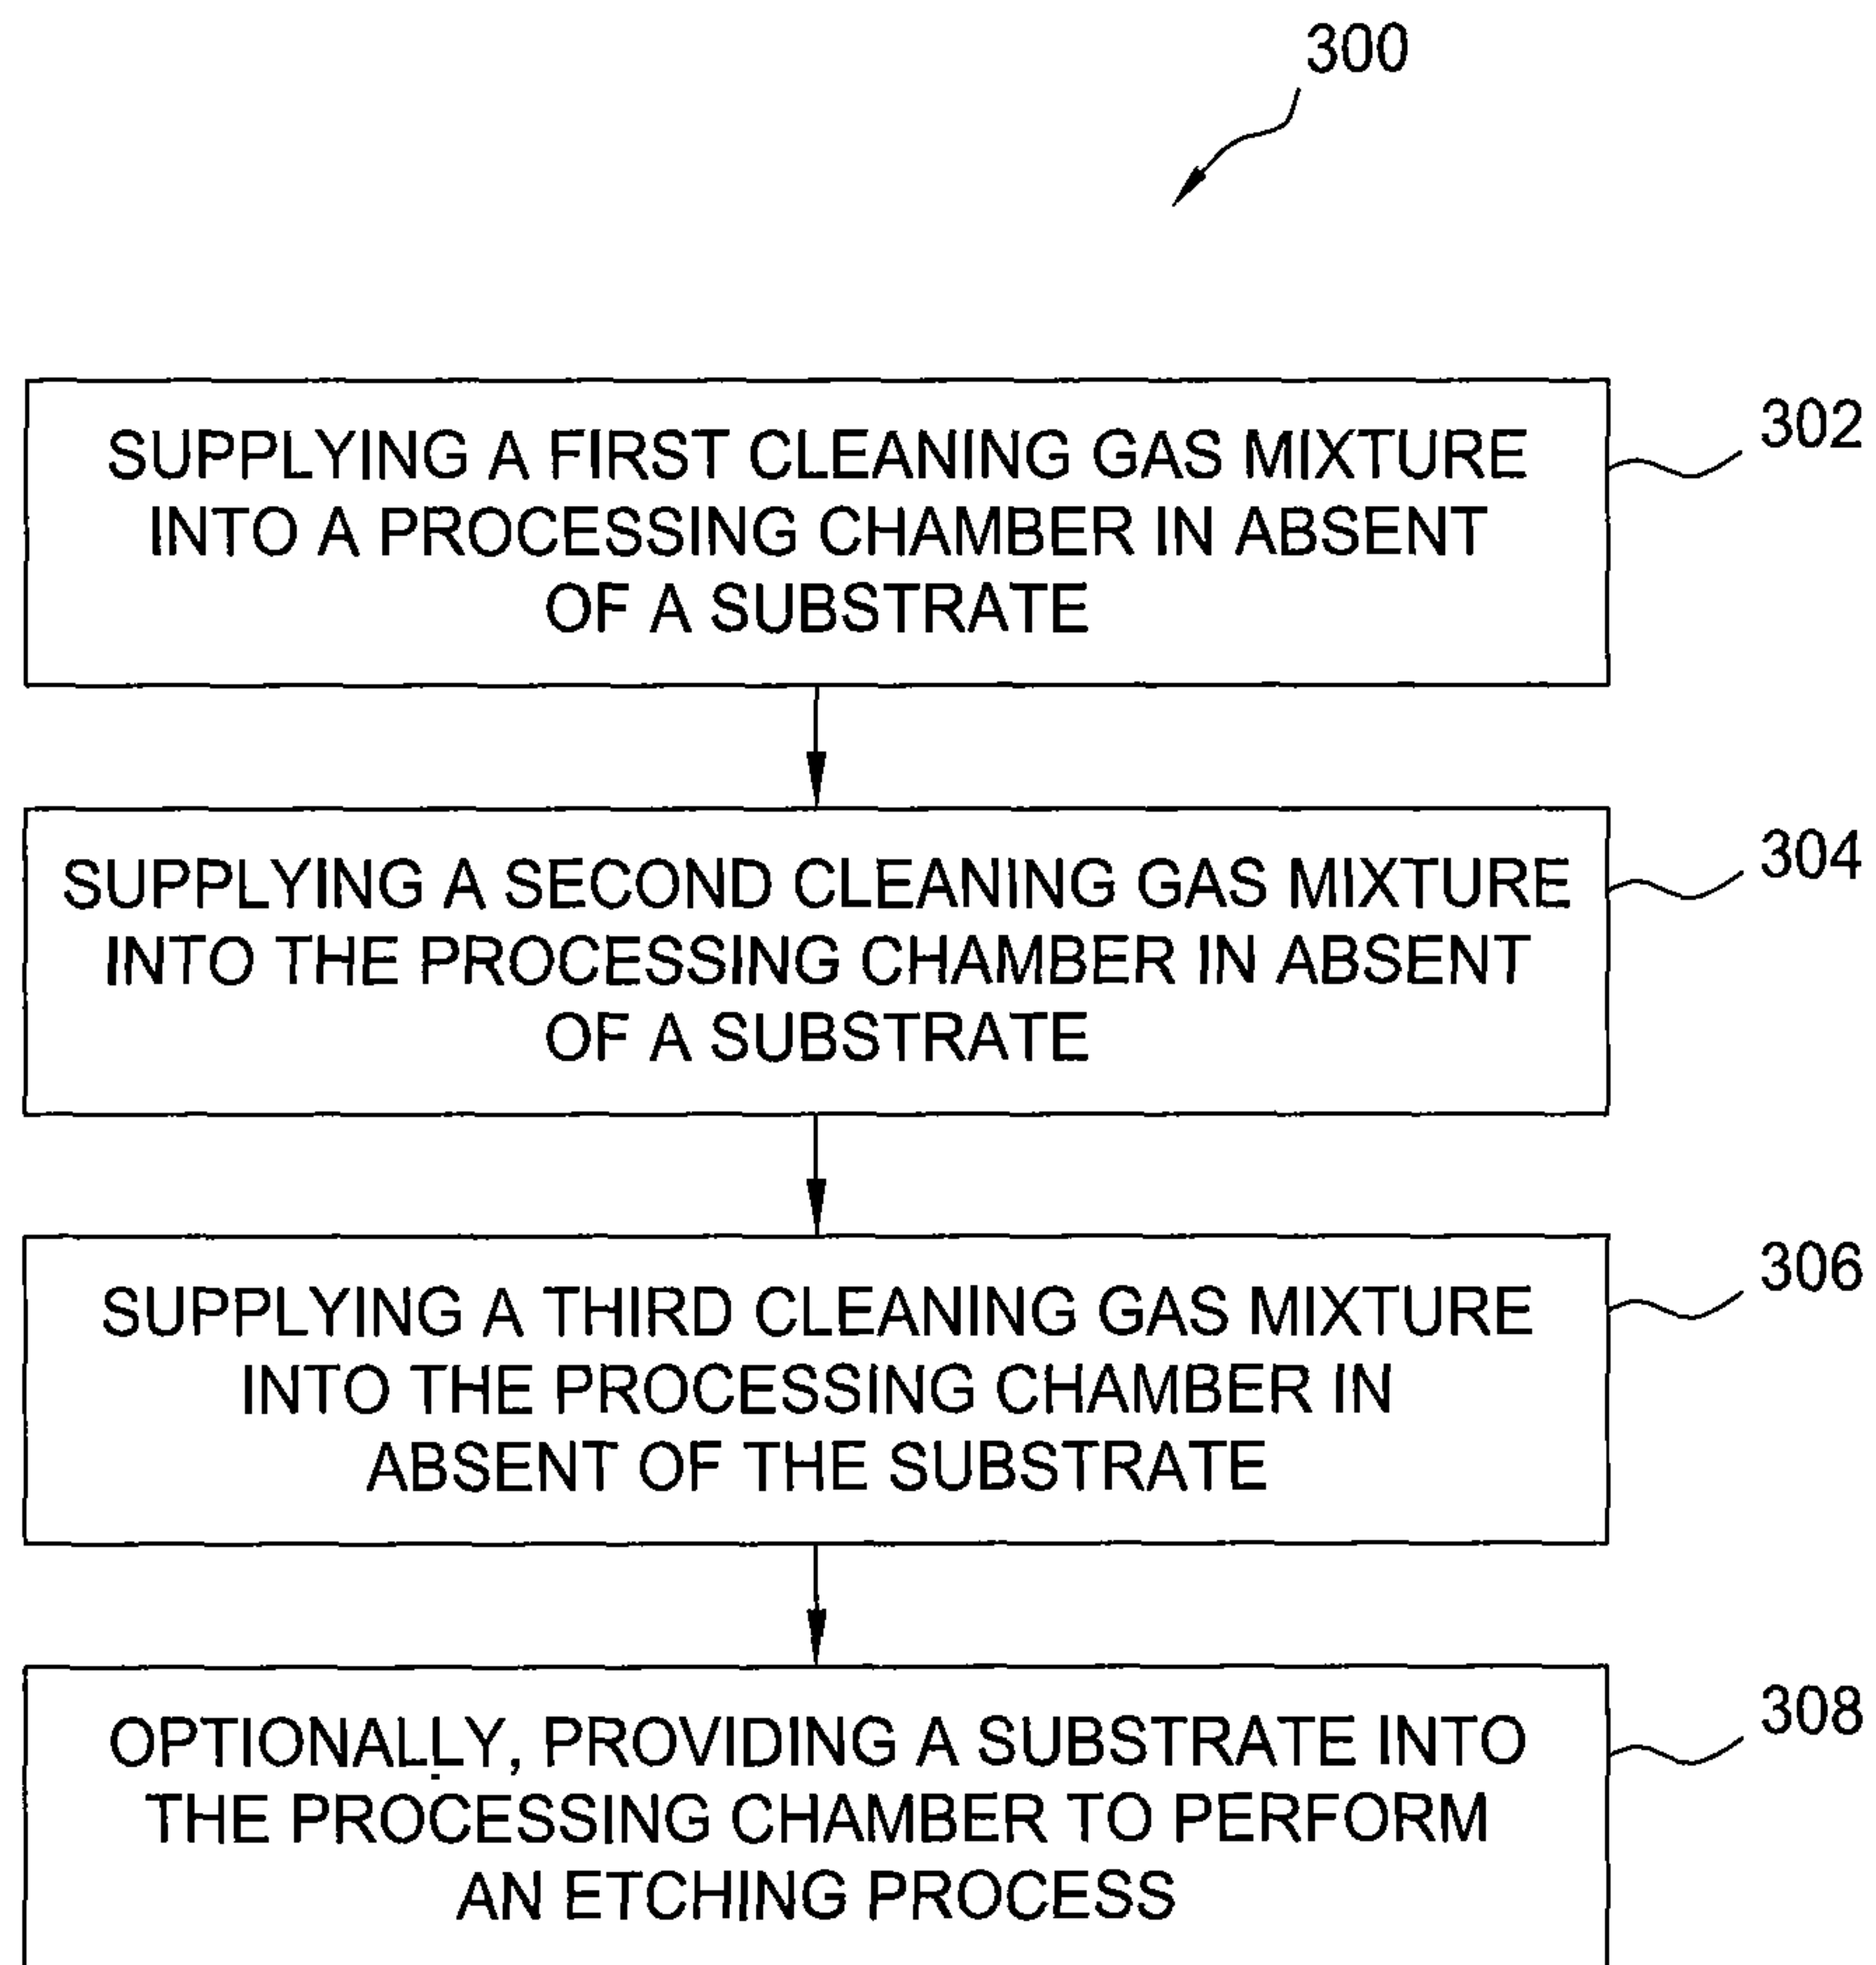 300
SUPPLYING A FIRST CLEANING GAS MIXTURE
INTO A PROCESSING CHAMBER IN ABSENT
OF A SUBSTRATE
302
SUPPLYING A SECOND CLEANING GAS MIXTURE
INTO THE PROCESSING CHAMBER IN ABSENT
OF A SUBSTRATE
304
SUPPLYING A THIRD CLEANING GAS MIXTURE
INTO THE PROCESSING CHAMBER IN
ABSENT OF THE SUBSTRATE
306
OPTIONALLY, PROVIDING A SUBSTRATE INTO
THE PROCESSING CHAMBER TO PERFORM
AN ETCHING PROCESS
308